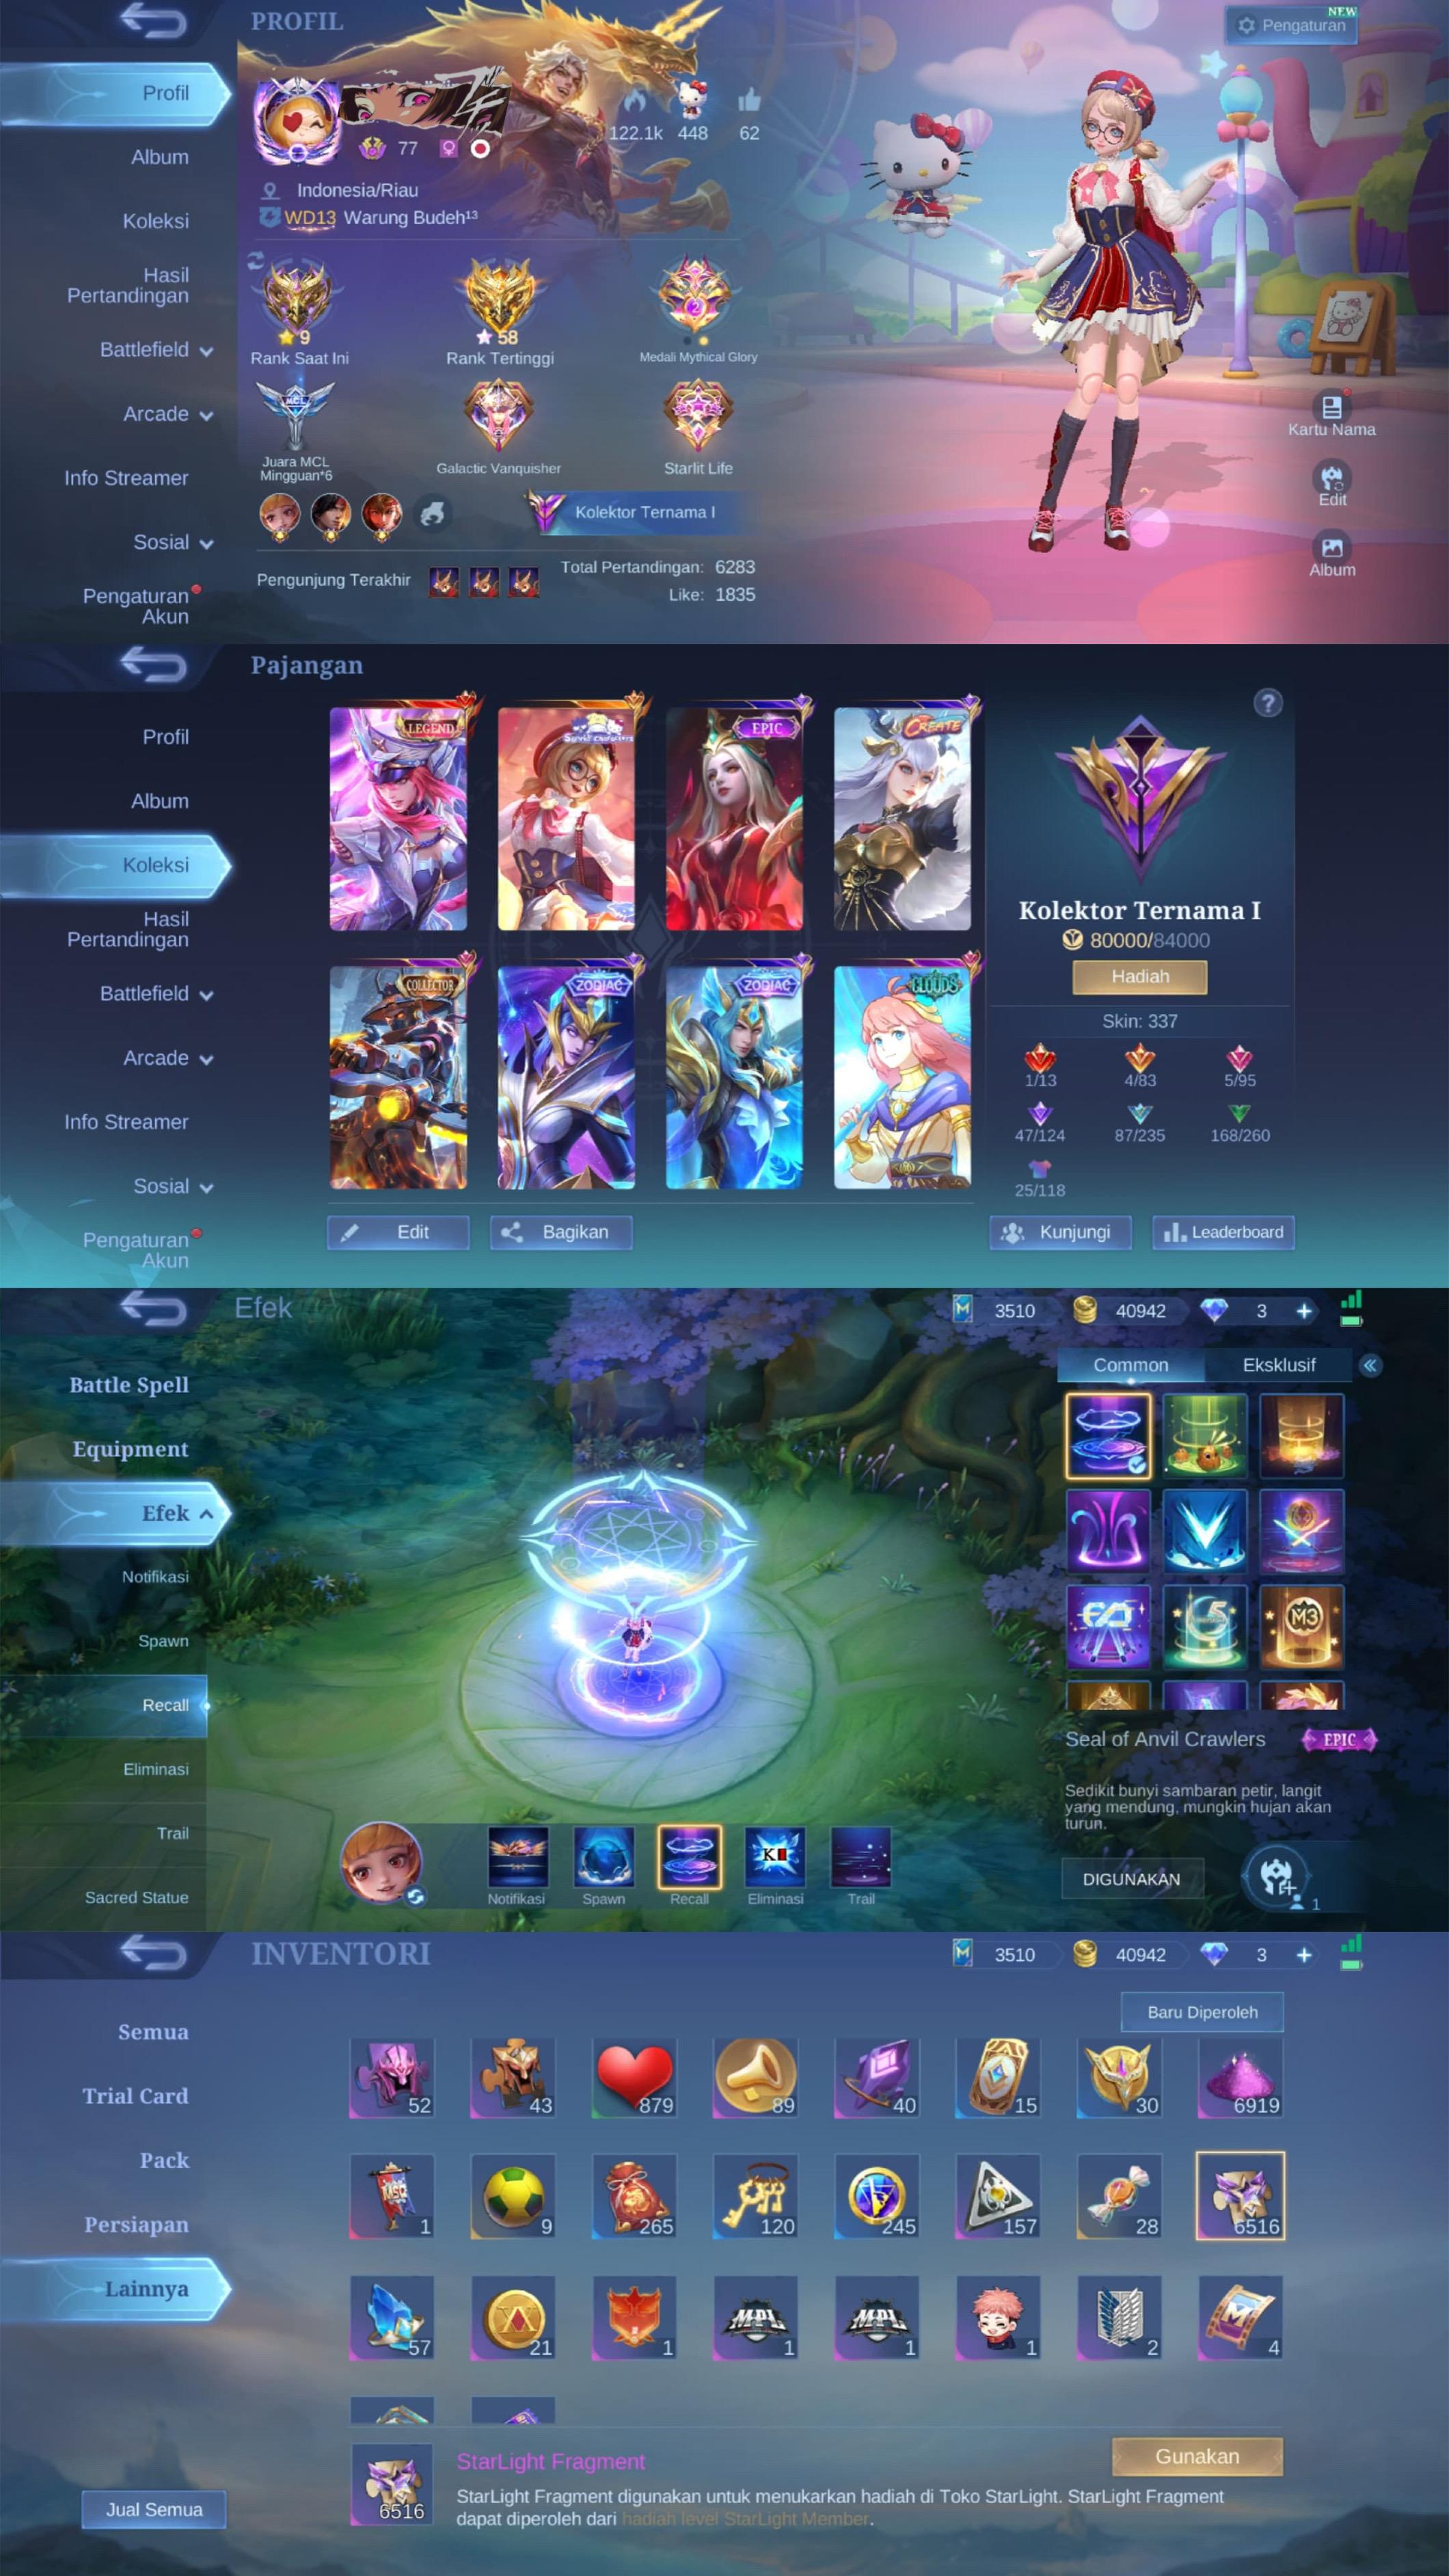 PROFIL
NEW
Pengaturan
Profil
Album
Koleksi
Hasil
Pertandingan
Battlefield
Arcade
Info Streamer
Sosial
Pengaturan
Akun
77
122.1k 448 62
Indonesia/Riau
WD13 Warung Budeh¹³
9
58
2
Rank Saat Ini
Rank Tertinggi
Medali Mythical Glory
MCL
Juara MCL
Mingguan*6
Galactic Vanquisher
Starlit Life
Kolektor Ternama I
Pengunjung Terakhir
Total Pertandingan: 6283
Like: 1835
Kartu Nama
Edit
Album
Pajangan
Profil
Album
Koleksi
Hasil
Pertandingan
Battlefield
Arcade
Info Streamer
Sosial
Pengaturan
Akun
LEGEND
EPIC
CREATE
COLLECTOR
ZODIAC
ZODIAC
CLOUDS
?
Kolektor Ternama I
80000/84000
Hadiah
Skin: 337
1/13 4/83 5/95
47/124 87/235 168/260
25/118
Edit
Bagikan
Kunjungi
Leaderboard
Efek
3510 40942 3 +
Battle Spell
Equipment
Efek
Notifikasi
Spawn
Recall
Eliminasi
Trail
Sacred Statue
Common
Eksklusif
M3
Seal of Anvil Crawlers
EPIC
Sedikit bunyi sambaran petir, langit
yang mendung, mungkin hujan akan
turun.
DIGUNAKAN
1
Notifikasi Spawn Recall Eliminasi Trail
INVENTORI
3510 40942 3 +
Baru Diperoleh
Semua
Trial Card
Pack
Persiapan
Lainnya
52 43 879 89 40 15 30 6919
MSC
1 9 265 120 245 157 28 6516
MPL MPL M
57 21 1 1 1 1 2 4
StarLight Fragment
Gunakan
6516
StarLight Fragment digunakan untuk menukarkan hadiah di Toko StarLight. StarLight Fragment
dapat diperoleh dari hadiah level StarLight Member.
Jual Semua